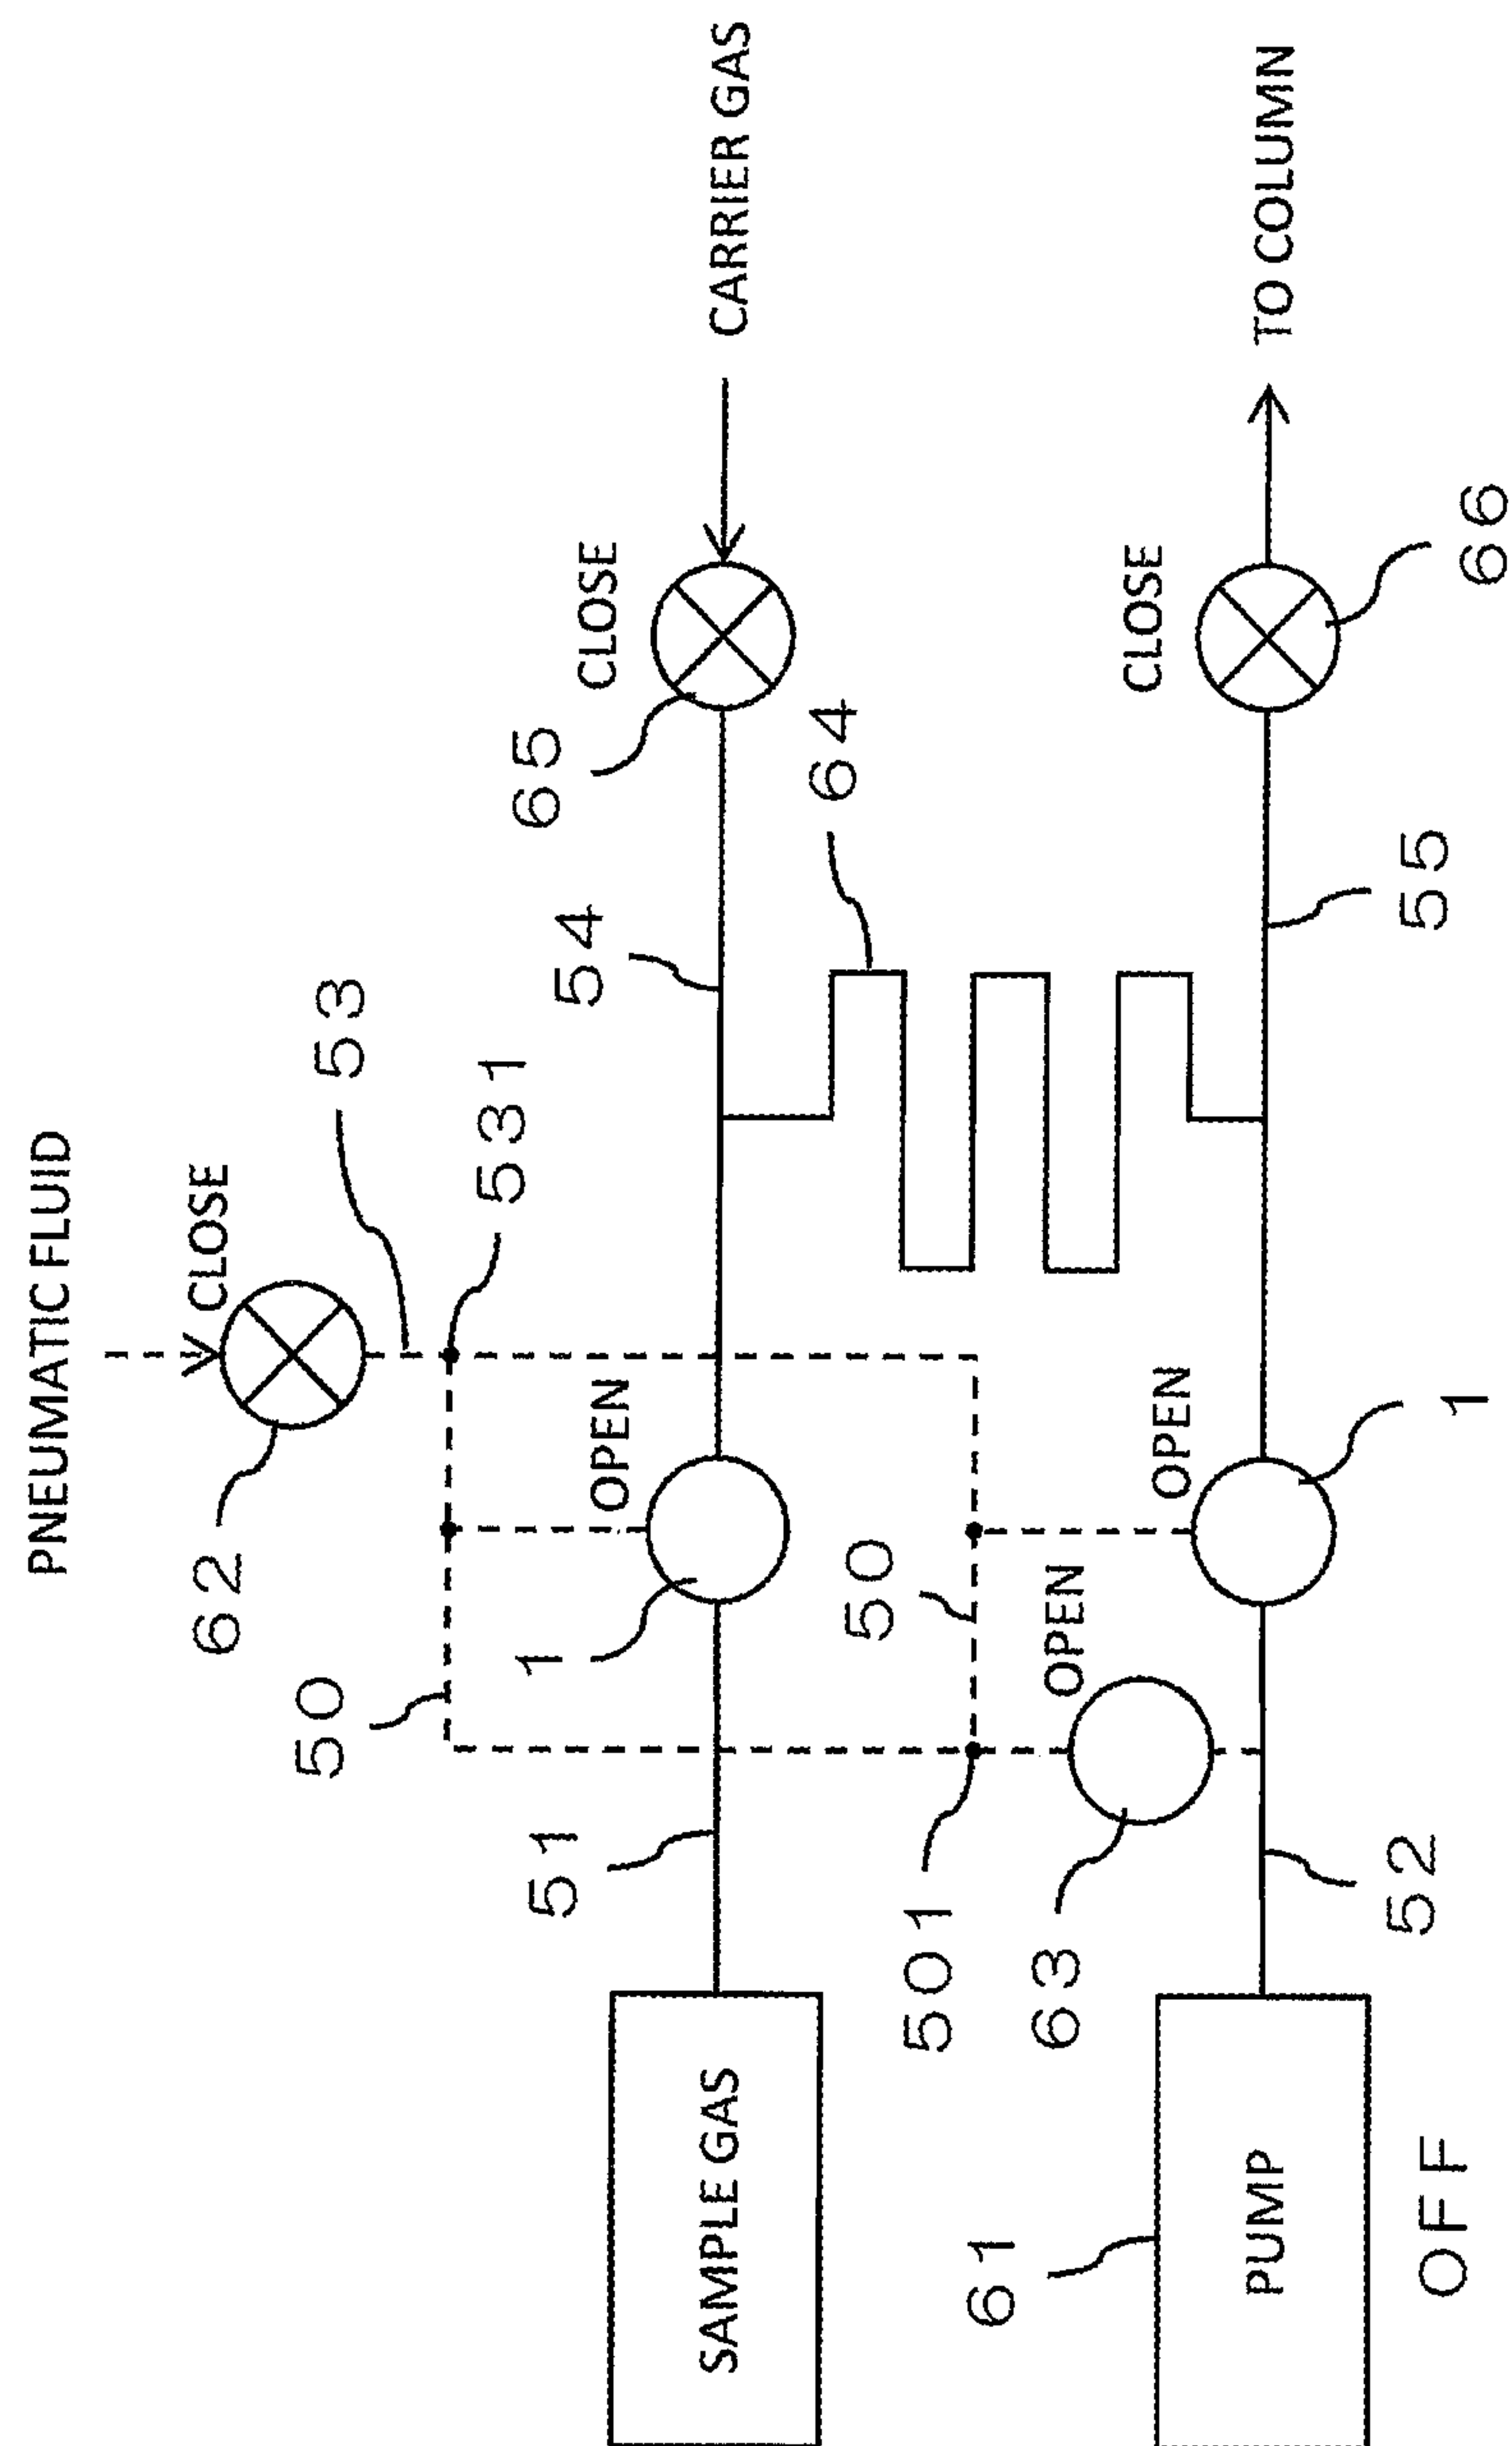 PNEUMATIC FLUID
CLOSE
62
53
531
50
1
OPEN
54
65
CLOSE
CARRIER GAS
51
SAMPLE GAS
64
50
501
OPEN
63
OPEN
1
CLOSE
66
TO COLUMN
55
52
61
PUMP
OFF